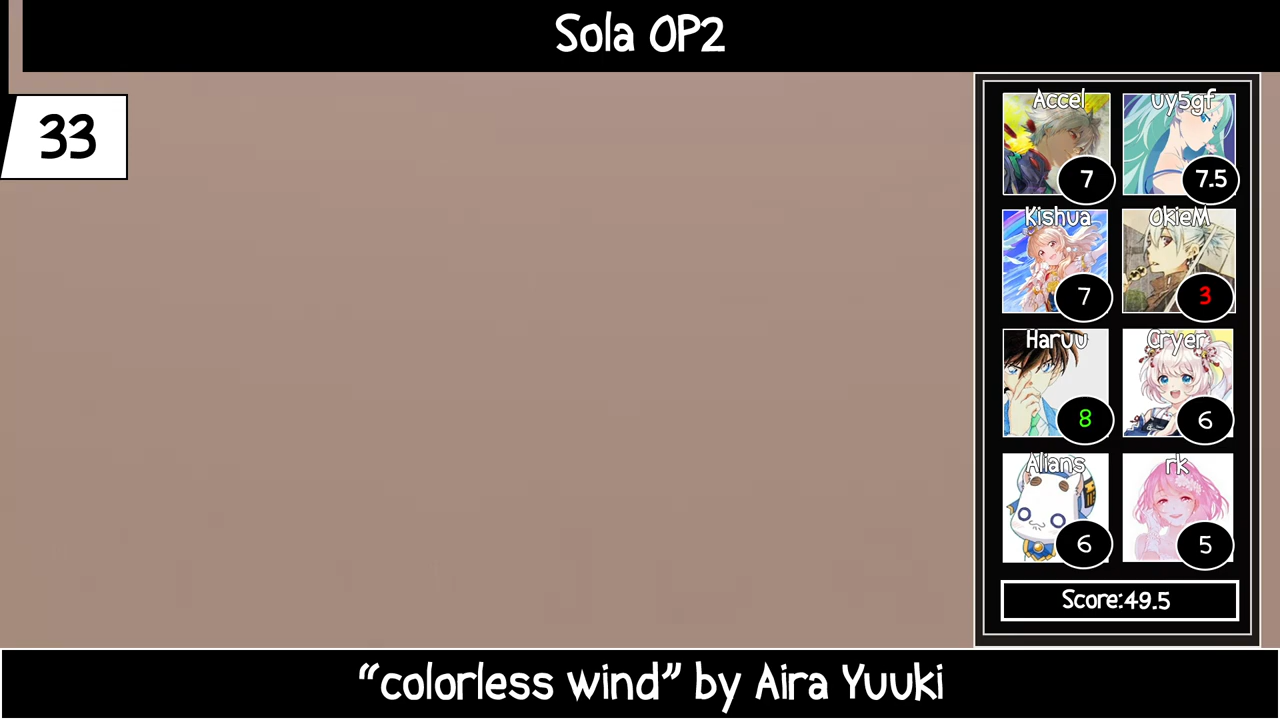 Sola OP2
33
Accel
uy5gf
7
7.5
Kishua
OkieM
7
3
Haruu
Cryer
8
6
Alians
rk
6
5
Score:49.5
“colorless wind” by Aira Yuuki